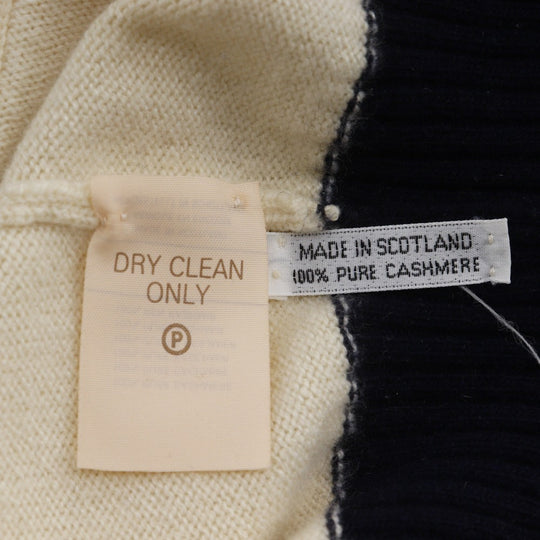 DRY CLEAN
ONLY
P
MADE IN SCOTLAND
100% PURE CASHMERE